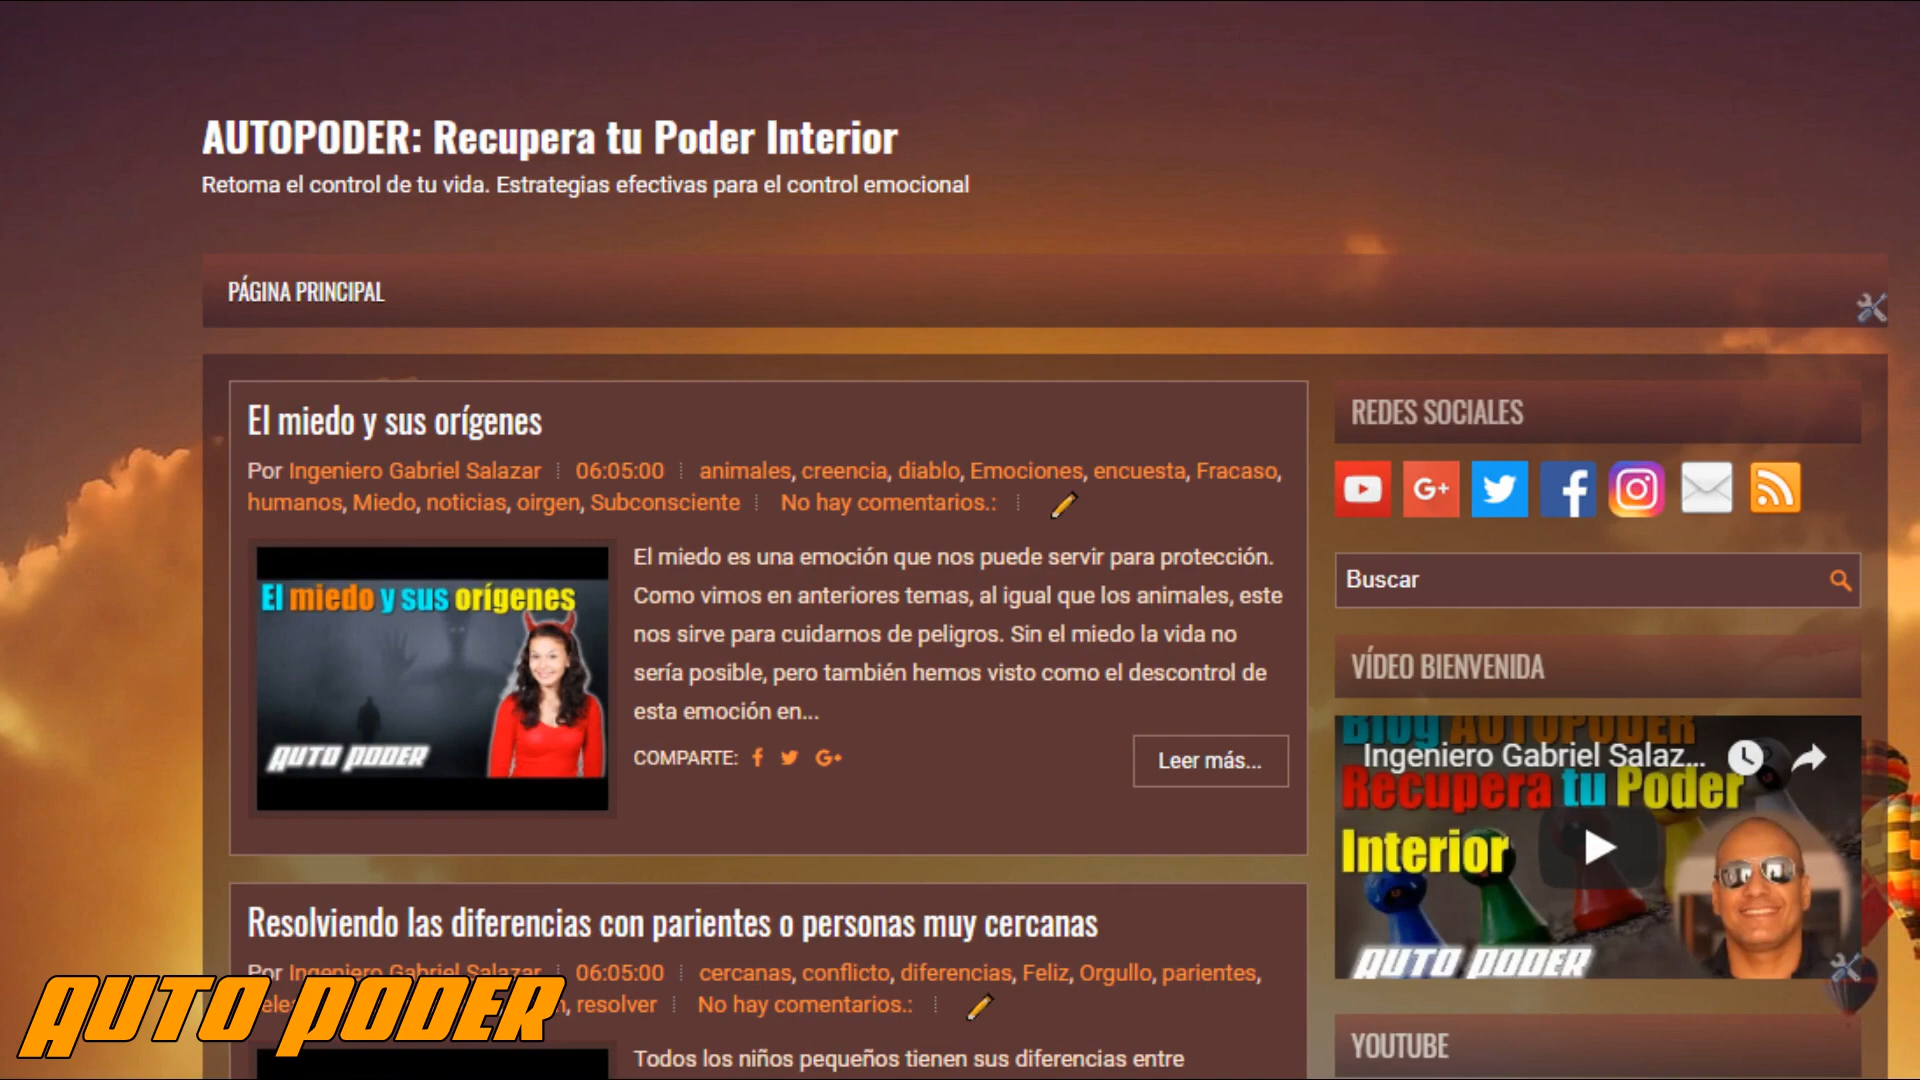 AUTOPODER: Recupera tu Poder Interior
Retoma el control de tu vida. Estrategias efectivas para el control emocional
PÁGINA PRINCIPAL
El miedo y sus orígenes
Por Ingeniero Gabriel Salazar 06:05:00 animales, creencia, diablo, Emociones, encuesta, Fracaso,
humanos, Miedo, noticias, oirgen, Subconsciente No hay comentarios.:
El miedo y sus orígenes
AUTO PODER
El miedo es una emoción que nos puede servir para protección.
Como vimos en anteriores temas, al igual que los animales, este
nos sirve para cuidarnos de peligros. Sin el miedo la vida no
sería posible, pero también hemos visto como el descontrol de
esta emoción en...
COMPARTE:
Leer más...
Resolviendo las diferencias con parientes o personas muy cercanas
Por Ingeniero Gabriel Salazar 06:05:00 cercanas, conflicto, diferencias, Feliz, Orgullo, parientes,
resolver No hay comentarios.:
Todos los niños pequeños tienen sus diferencias entre
REDES SOCIALES
G+
Buscar
VÍDEO BIENVENIDA
Blog AUTOPODER
Ingeniero Gabriel Salaz...
Recupera tu Poder
Interior
AUTO PODER
YOUTUBE
AUTO PODER